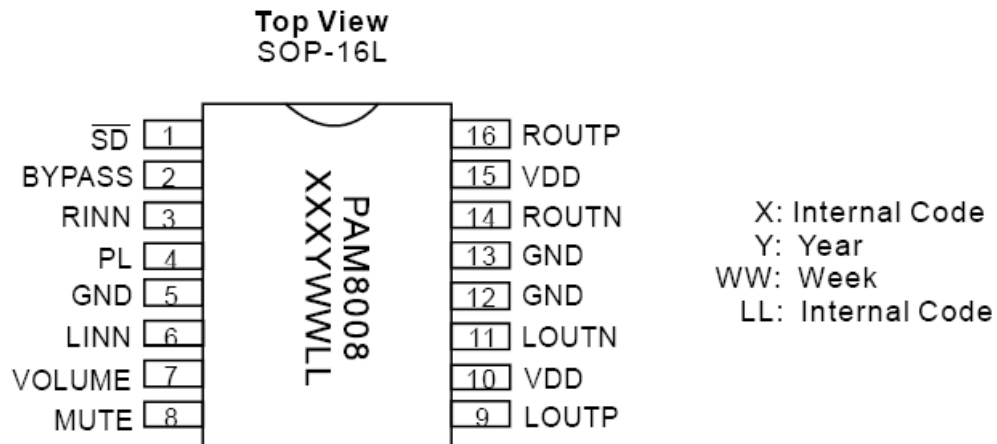 Top View
SOP-16L
SD 1
BYPASS 2
RINN 3
PL 4
GND 5
LINN 6
VOLUME 7
MUTE 8
PAM8008
XXXYWWLL
16 ROUTP
15 VDD
14 ROUTN
13 GND
12 GND
11 LOUTN
10 VDD
9 LOUTP
X: Internal Code
Y: Year
WW: Week
LL: Internal Code